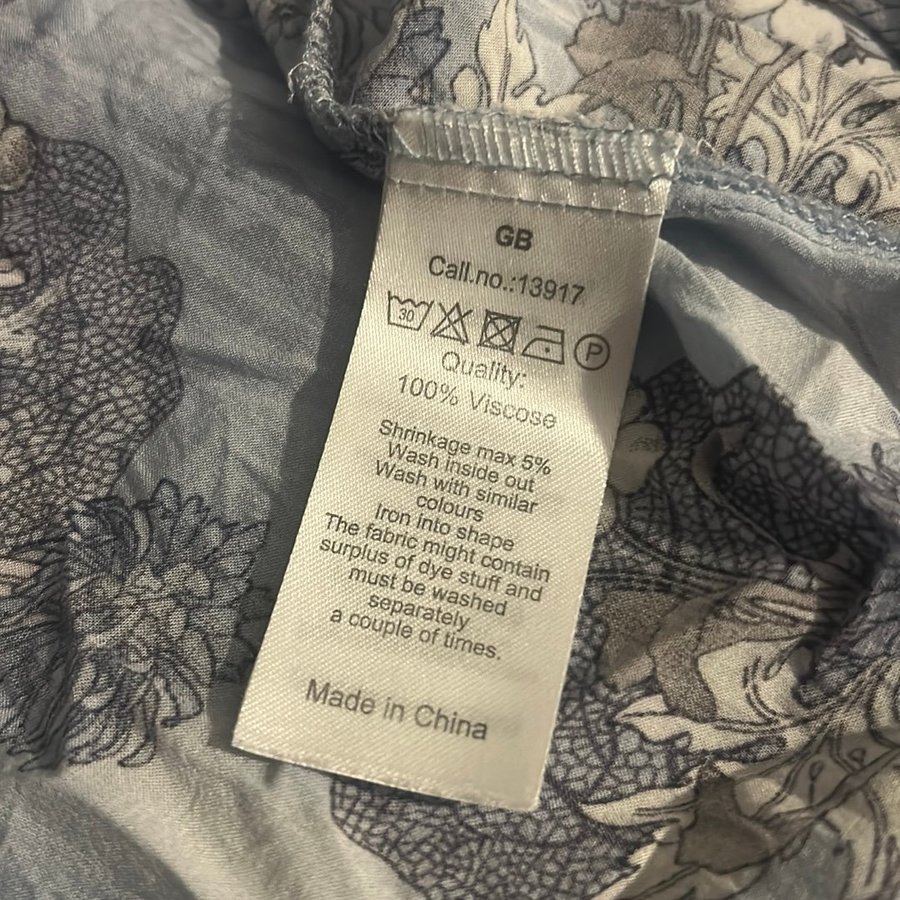 GB
Call.no.:13917
30 P
Quality:
100% Viscose
Shrinkage max 5%
Wash inside out
Wash with similar
colours
Iron into shape
The fabric might contain
surplus of dye stuff and
must be washed
separately
a couple of times.
Made in China